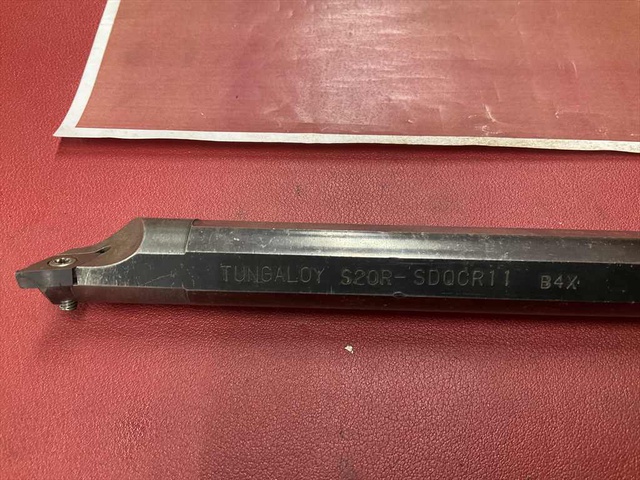 TUNGALOY S20R-SDQCR11 B4X